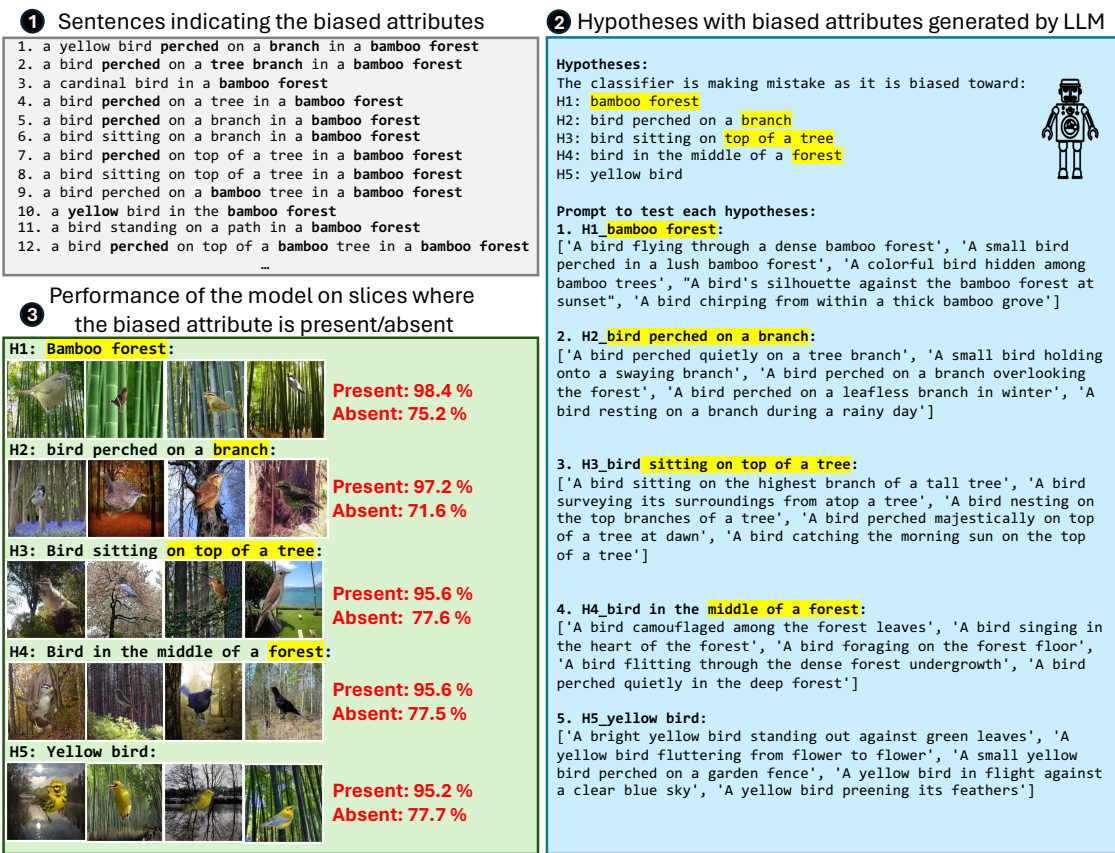 1 Sentences indicating the biased attributes
1. a yellow bird perched on a branch in a bamboo forest
2. a bird perched on a tree branch in a bamboo forest
3. a cardinal bird in a bamboo forest
4. a bird perched on a tree in a bamboo forest
5. a bird perched on a branch in a bamboo forest
6. a bird sitting on a branch in a bamboo forest
7. a bird perched on top of a tree in a bamboo forest
8. a bird sitting on top of a tree in a bamboo forest
9. a bird perched on a bamboo tree in a bamboo forest
10. a yellow bird in the bamboo forest
11. a bird standing on a path in a bamboo forest
12. a bird perched on top of a bamboo tree in a bamboo forest
…
2 Hypotheses with biased attributes generated by LLM
Hypotheses:
The classifier is making mistake as it is biased toward:
H1: bamboo forest
H2: bird perched on a branch
H3: bird sitting on top of a tree
H4: bird in the middle of a forest
H5: yellow bird
Prompt to test each hypotheses:
1. H1_bamboo forest:
['A bird flying through a dense bamboo forest', 'A small bird
perched in a lush bamboo forest', 'A colorful bird hidden among
bamboo trees', "A bird's silhouette against the bamboo forest at
sunset", 'A bird chirping from within a thick bamboo grove']
2. H2_bird perched on a branch:
['A bird perched quietly on a tree branch', 'A small bird holding
onto a swaying branch', 'A bird perched on a branch overlooking
the forest', 'A bird perched on a leafless branch in winter', 'A
bird resting on a branch during a rainy day']
3. H3_bird sitting on top of a tree:
['A bird sitting on the highest branch of a tall tree', 'A bird
surveying its surroundings from atop a tree', 'A bird nesting on
the top branches of a tree', 'A bird perched majestically on top
of a tree at dawn', 'A bird catching the morning sun on the top
of a tree']
4. H4_bird in the middle of a forest:
['A bird camouflaged among the forest leaves', 'A bird singing in
the heart of the forest', 'A bird foraging on the forest floor',
'A bird flitting through the dense forest undergrowth', 'A bird
perched quietly in the deep forest']
5. H5_yellow bird:
['A bright yellow bird standing out against green leaves', 'A
yellow bird fluttering from flower to flower', 'A small yellow
bird perched on a garden fence', 'A yellow bird in flight against
a clear blue sky', 'A yellow bird preening its feathers']
3 Performance of the model on slices where
the biased attribute is present/absent
H1: Bamboo forest:
Present: 98.4 %
Absent: 75.2 %
H2: bird perched on a branch:
Present: 97.2 %
Absent: 71.6 %
H3: Bird sitting on top of a tree:
Present: 95.6 %
Absent: 77.6 %
H4: Bird in the middle of a forest:
Present: 95.6 %
Absent: 77.5 %
H5: Yellow bird:
Present: 95.2 %
Absent: 77.7 %